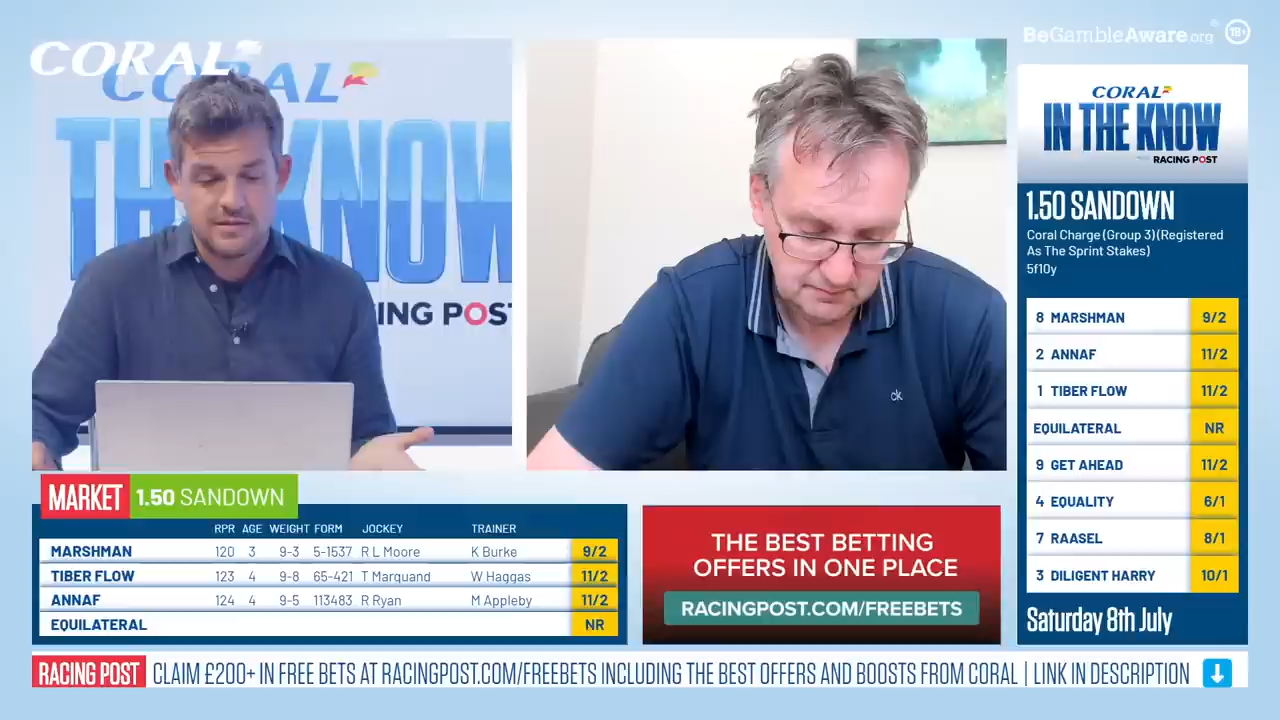 CORAL
BeGambleAware.org 18+
CORAL
TH KNOW
ING POST
ck
CORAL
IN THE KNOW
RACING POST
1.50 SANDOWN
Coral Charge (Group 3) (Registered
As The Sprint Stakes)
5f10y
8 MARSHMAN 9/2
2 ANNAF 11/2
1 TIBER FLOW 11/2
EQUILATERAL NR
9 GET AHEAD 11/2
4 EQUALITY 6/1
7 RAASEL 8/1
3 DILIGENT HARRY 10/1
Saturday 8th July
MARKET 1.50 SANDOWN
RPR AGE WEIGHT FORM JOCKEY TRAINER
MARSHMAN 120 3 9-3 5-1537 R L Moore K Burke 9/2
TIBER FLOW 123 4 9-8 65-421 T Marquand W Haggas 11/2
ANNAF 124 4 9-5 113483 R Ryan M Appleby 11/2
EQUILATERAL NR
THE BEST BETTING
OFFERS IN ONE PLACE
RACINGPOST.COM/FREEBETS
RACING POST CLAIM £200+ IN FREE BETS AT RACINGPOST.COM/FREEBETS INCLUDING THE BEST OFFERS AND BOOSTS FROM CORAL | LINK IN DESCRIPTION